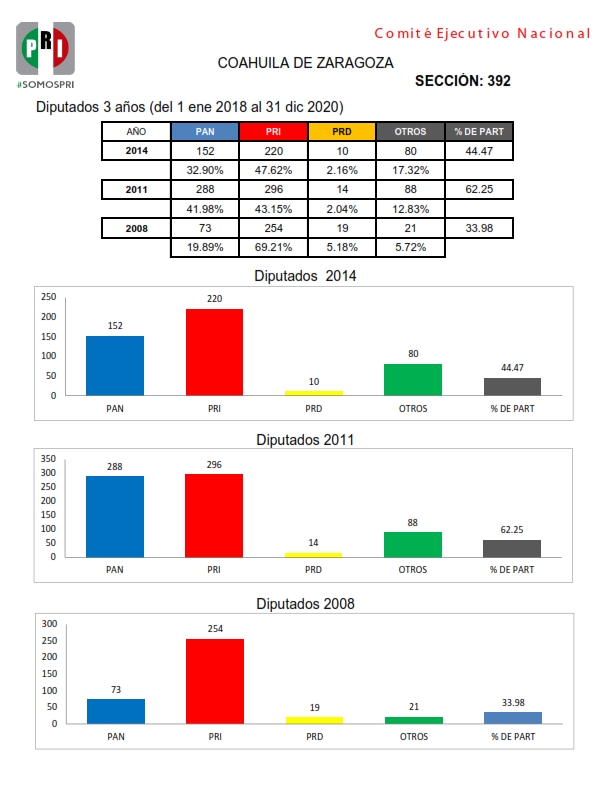 PRI
#SOMOSPRI
Comité Ejecutivo Nacional
COAHUILA DE ZARAGOZA
SECCIÓN: 392
Diputados 3 años (del 1 ene 2018 al 31 dic 2020)
AÑO PAN PRI PRD OTROS % DE PART
2014 152 220 10 80 44.47
32.90% 47.62% 2.16% 17.32%
2011 288 296 14 88 62.25
41.98% 43.15% 2.04% 12.83%
2008 73 254 19 21 33.98
19.89% 69.21% 5.18% 5.72%
Diputados 2014
250
200
150
100
50
0
152
220
10
80
44.47
PAN PRI PRD OTROS % DE PART
Diputados 2011
350
300
250
200
150
100
50
0
288
296
14
88
62.25
PAN PRI PRD OTROS % DE PART
Diputados 2008
300
250
200
150
100
50
0
73
254
19
21
33.98
PAN PRI PRD OTROS % DE PART